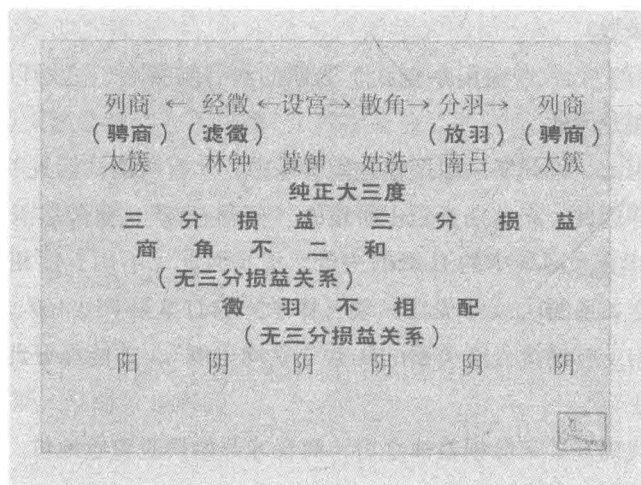 列商 ← 经徵 ←设宫→ 散角→ 分羽→ 列商
（骋商）（滤徵） （放羽）（骋商）
太簇 林钟 黄钟 姑洗 南吕 太簇
纯正大三度
三 分 损 益 三 分 损 益
商 角 不 二 和
（无三分损益关系）
徵 羽 不 相 配
（无三分损益关系）
阳 阴 阴 阴 阴 阴